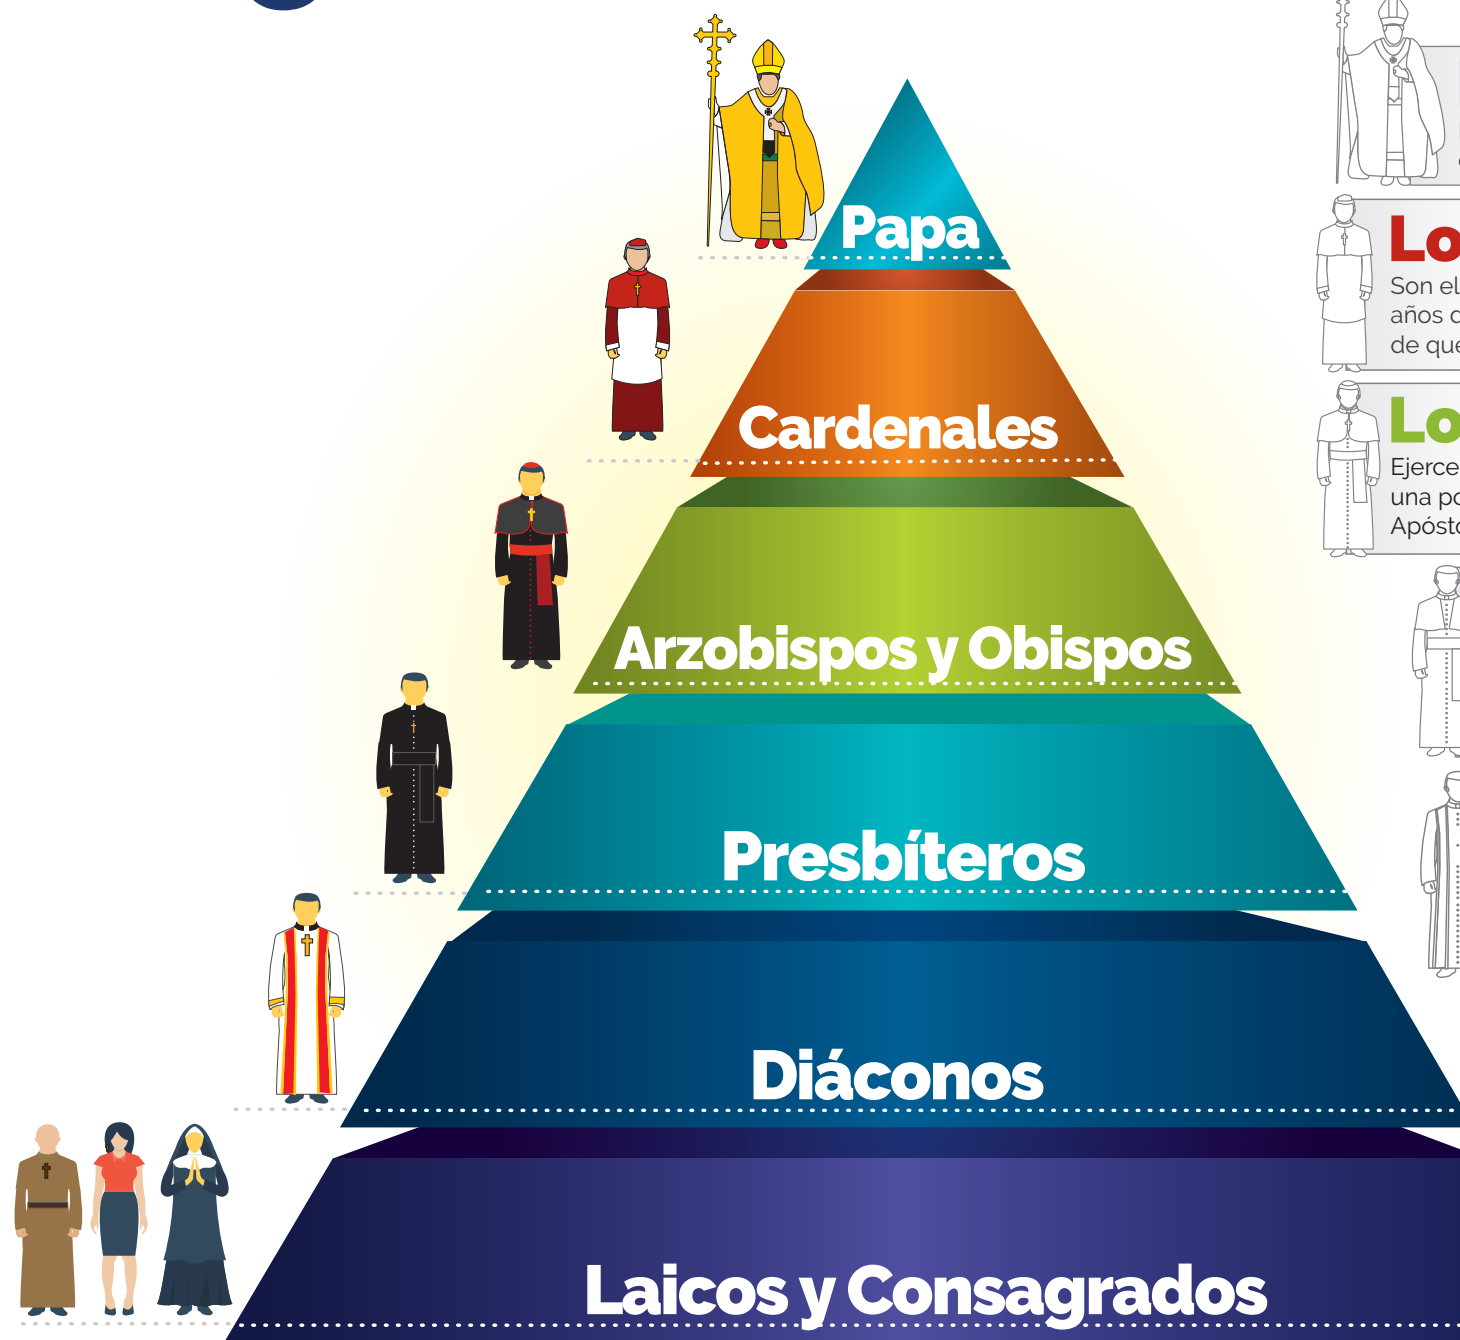 Papa
Cardenales
Arzobispos y Obispos
Presbíteros
Diáconos
Laicos y Consagrados
Lo
Son el
años
de que
Lo
Ejerce
una po
Apósto